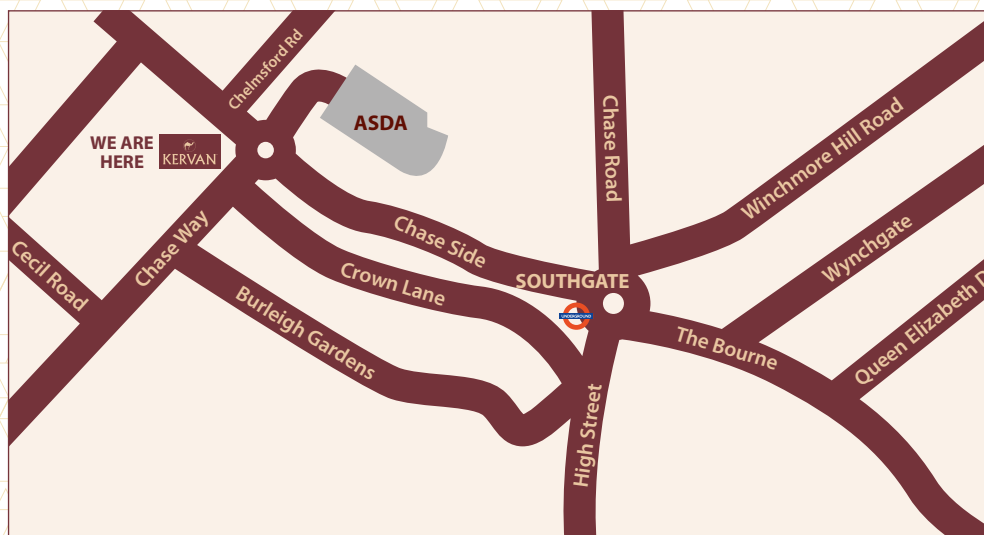 Chelmsford Rd
ASDA
WE ARE
HERE
KERVAN
Chase Road
Winchmore Hill Road
Chase Way
Cecil Road
Chase Side
Wynchgate
Crown Lane
SOUTHGATE
UNDERGROUND
Burleigh Gardens
The Bourne
Queen Elizabeth D
High Street